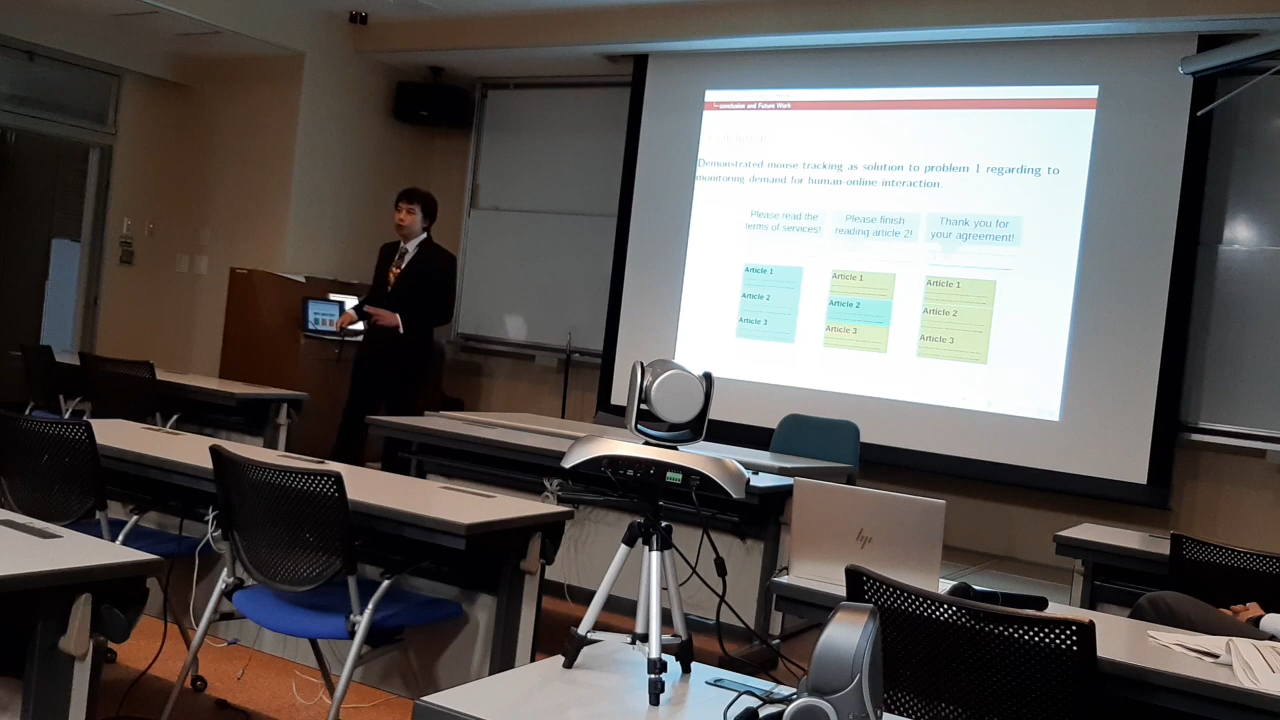 conclusion and Future Work
Conclusion
Demonstrated mouse tracking as solution to problem 1 regarding to
monitoring demand for human-online interaction.
Please read the
terms of services!
Please finish
reading article 2!
Thank you for
your agreement!
Article 1
Article 2
Article 3
Article 1
Article 2
Article 3
Article 1
Article 2
Article 3
hp